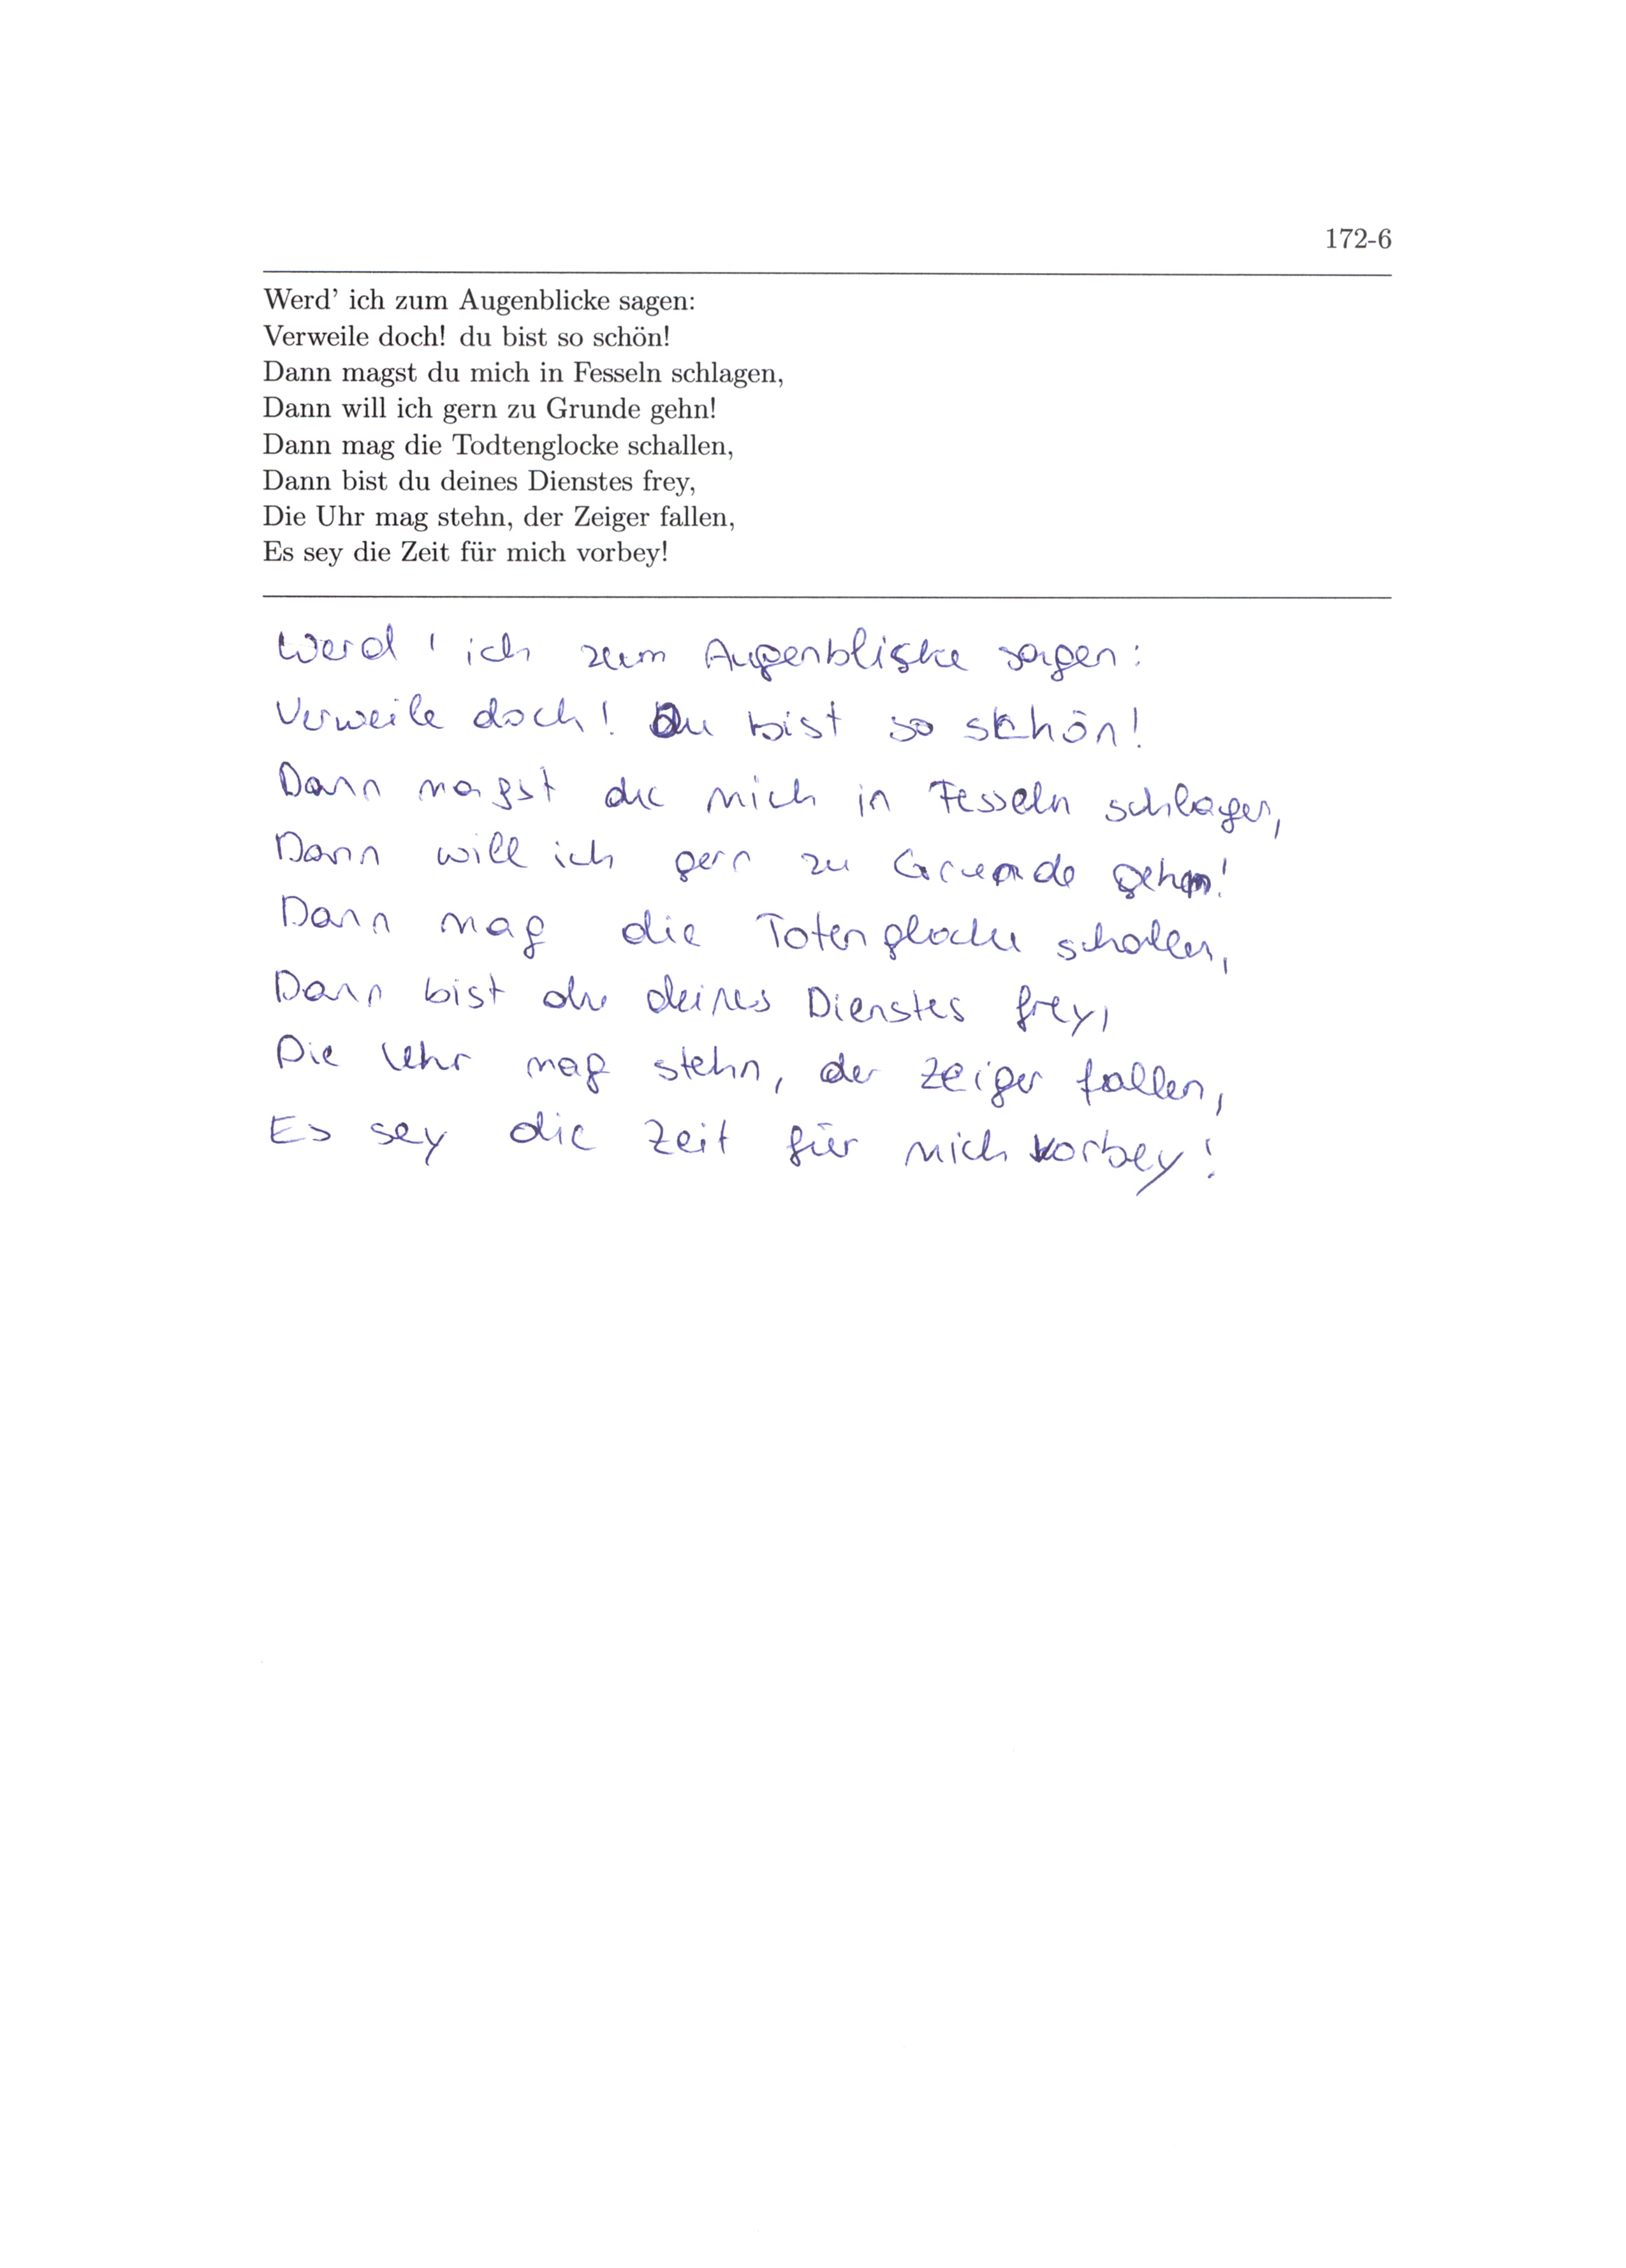 172-6
Werd’ ich zum Augenblicke sagen:
Verweile doch! du bist so schön!
Dann magst du mich in Fesseln schlagen,
Dann will ich gern zu Grunde gehn!
Dann mag die Todtenglocke schallen,
Dann bist du deines Dienstes frey,
Die Uhr mag stehn, der Zeiger fallen,
Es sey die Zeit für mich vorbey!
Werd ' ich zum Augenblicke sagen:
Verweile doch! Du bist so schön!
Dann magst du mich in Fesseln schlagen,
Dann will ich gern zu Grunde gehn!
Dann mag die Totenglocke schallen,
Dann bist du deines Dienstes frey,
Die Uhr mag stehn, der Zeiger fallen,
Es sey die Zeit für mich vorbey!